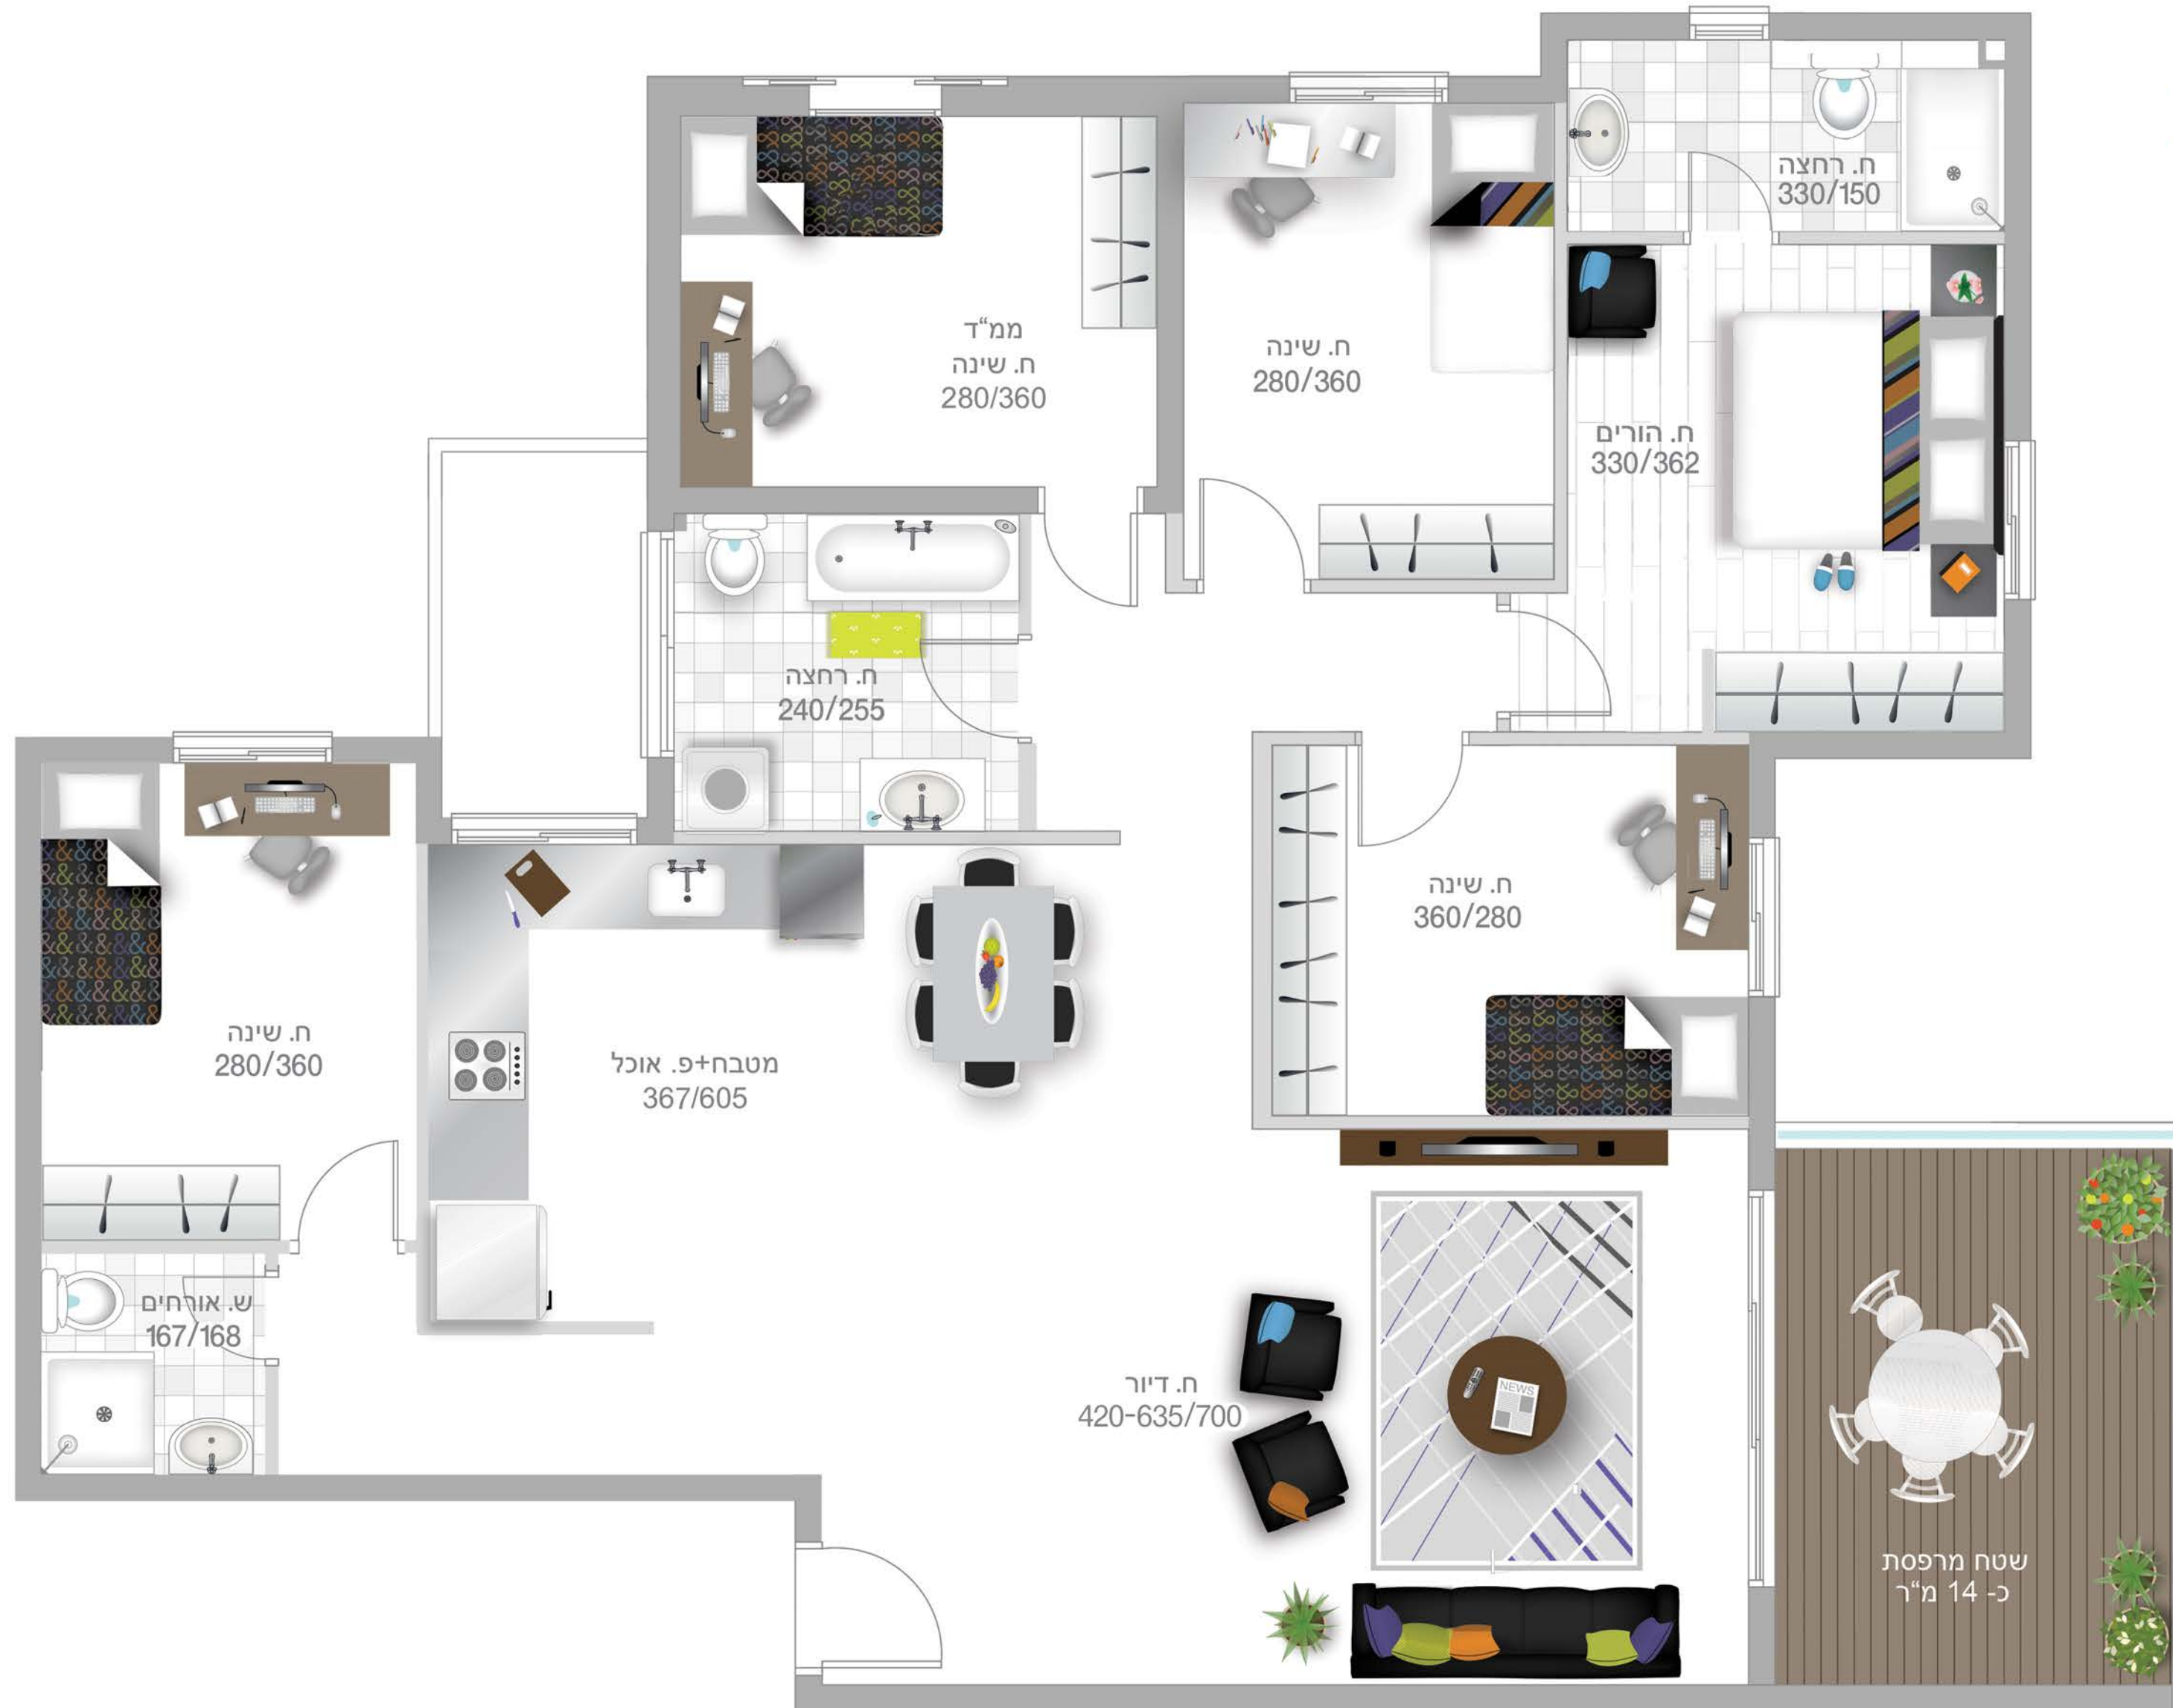 ח. רחצה
330/150
ממ“ד
ח. שינה
280/360
ח. שינה
280/360
ח. הורים
330/362
ח. רחצה
240/255
ח. שינה
360/280
ח. שינה
280/360
מטבח+פ. אוכל
367/605
ש. אורחים
167/168
ח. דיור
420-635/700
NEWS
שטח מרפסת
כ- 14 מ“ר